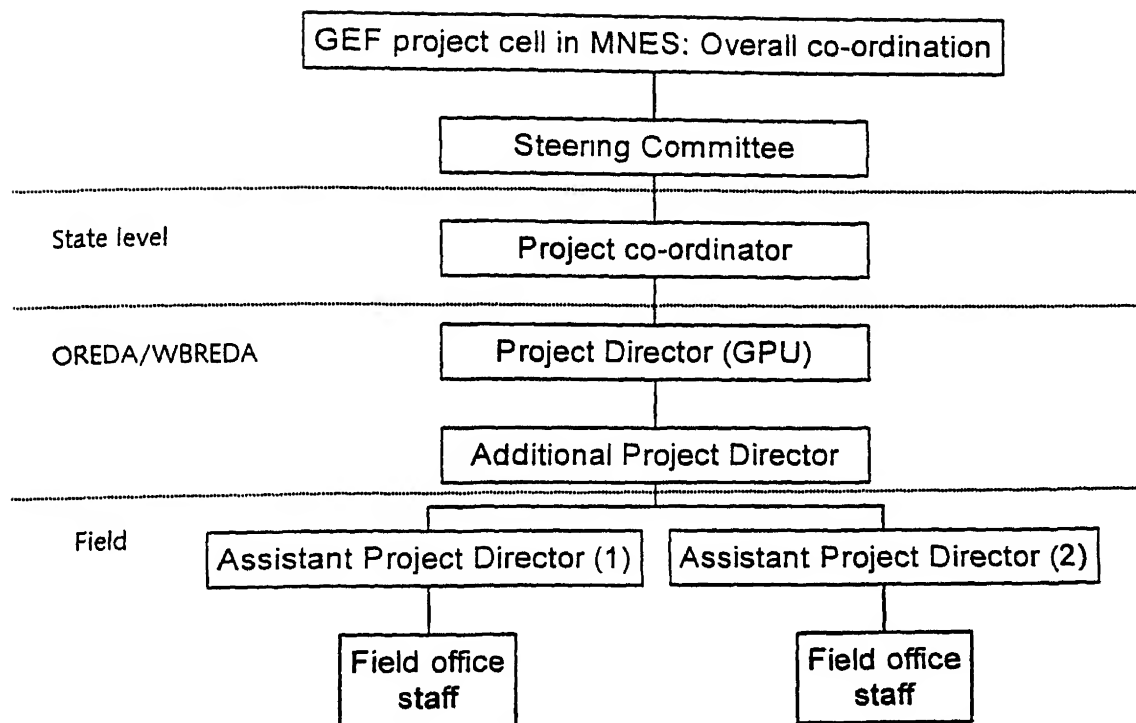 GEF project cell in MNES: Overall co-ordination
Steering Committee
State level
Project co-ordinator
OREDA/WBREDA
Project Director (GPU)
Additional Project Director
Field
Assistant Project Director (1)
Assistant Project Director (2)
Field office
staff
Field office
staff